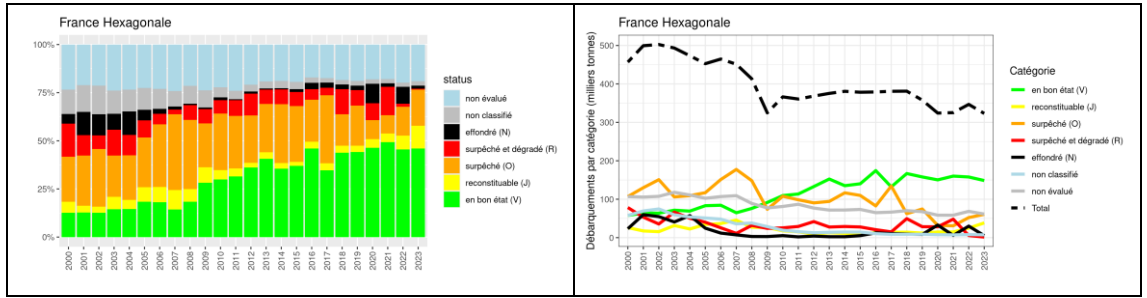 France Hexagonale
100%
75%
50%
25%
0%
2000 2001 2002 2003 2004 2005 2006 2007 2008 2009 2010 2011 2012 2013 2014 2015 2016 2017 2018 2019 2020 2021 2022 2023
status
non évalué
non classifié
effondré (N)
surpêché et dégradé (R)
surpêché (O)
reconstituable (J)
en bon état (V)
France Hexagonale
Débarquements par catégorie (milliers tonnes)
500
400
300
200
100
0
2000 2001 2002 2003 2004 2005 2006 2007 2008 2009 2010 2011 2012 2013 2014 2015 2016 2017 2018 2019 2020 2021 2022 2023
Catégorie
en bon état (V)
reconstituable (J)
surpêché (O)
surpêché et dégradé (R)
effondré (N)
non classifié
non évalué
Total